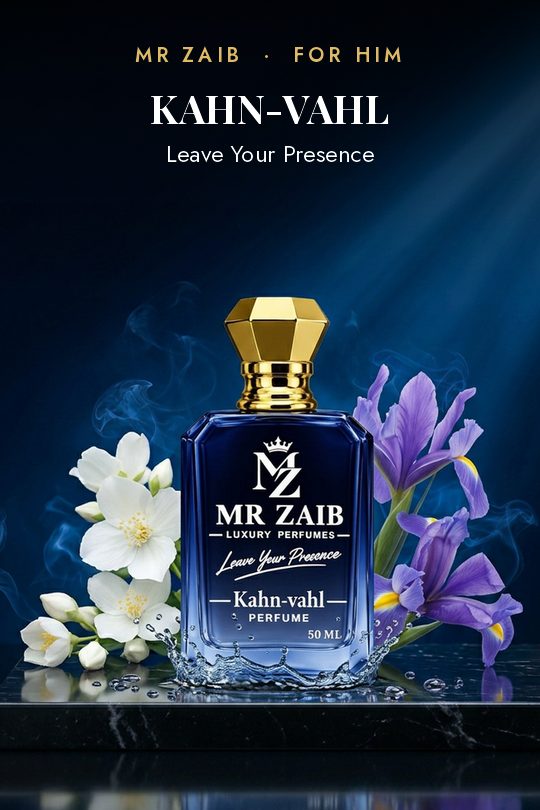 MR ZAIB · FOR HIM
KAHN-VAHL
Leave Your Presence
MZ
MR ZAIB
LUXURY PERFUMES
Leave Your Presence
Kahn-vahl
PERFUME
50 ML